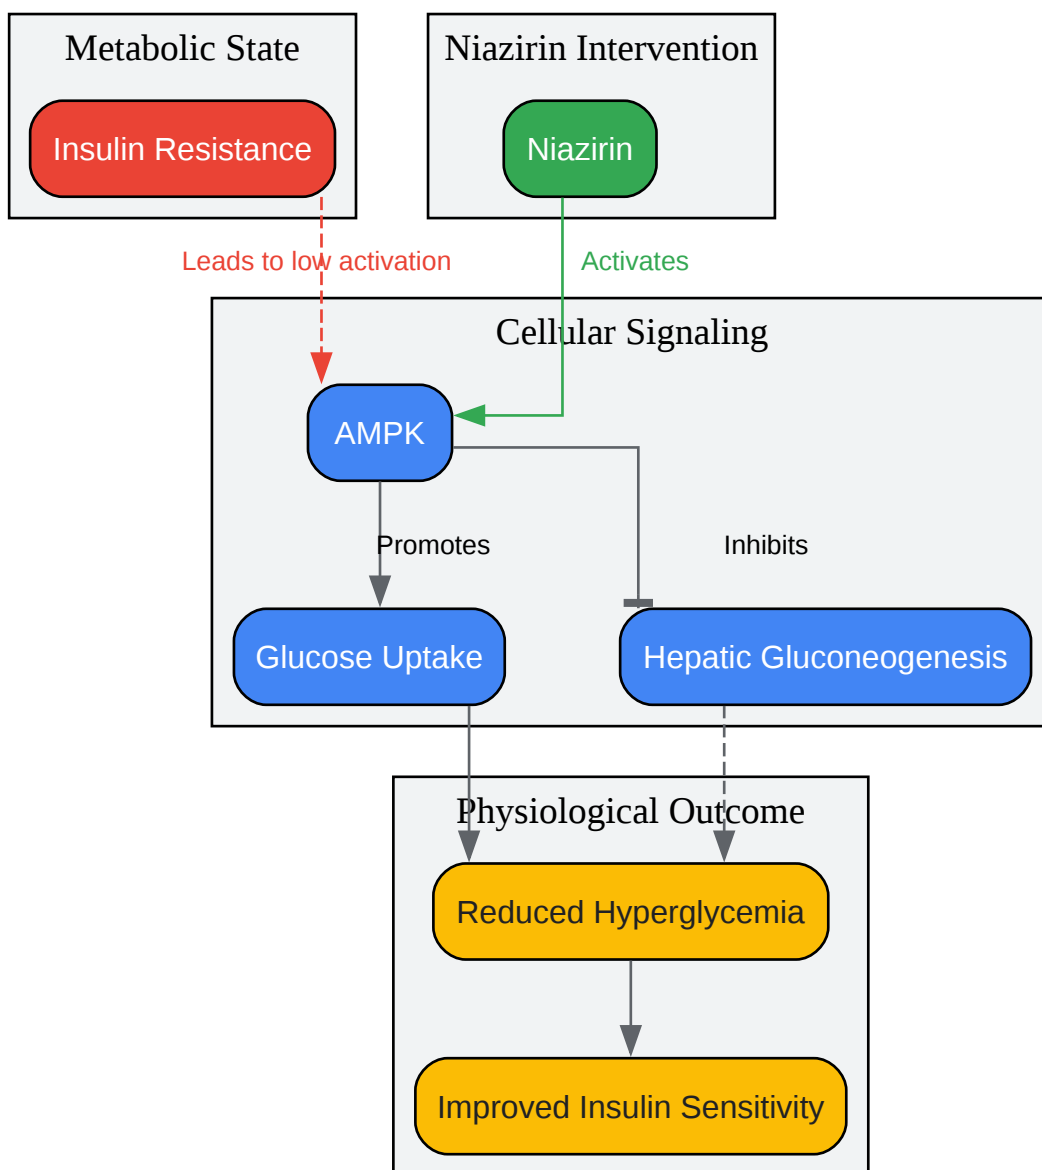 Metabolic State
Niazirin Intervention
Insulin Resistance
Niazirin
Leads to low activation
Activates
Cellular Signaling
AMPK
Promotes
Inhibits
Glucose Uptake
Hepatic Gluconeogenesis
Physiological Outcome
Reduced Hyperglycemia
Improved Insulin Sensitivity